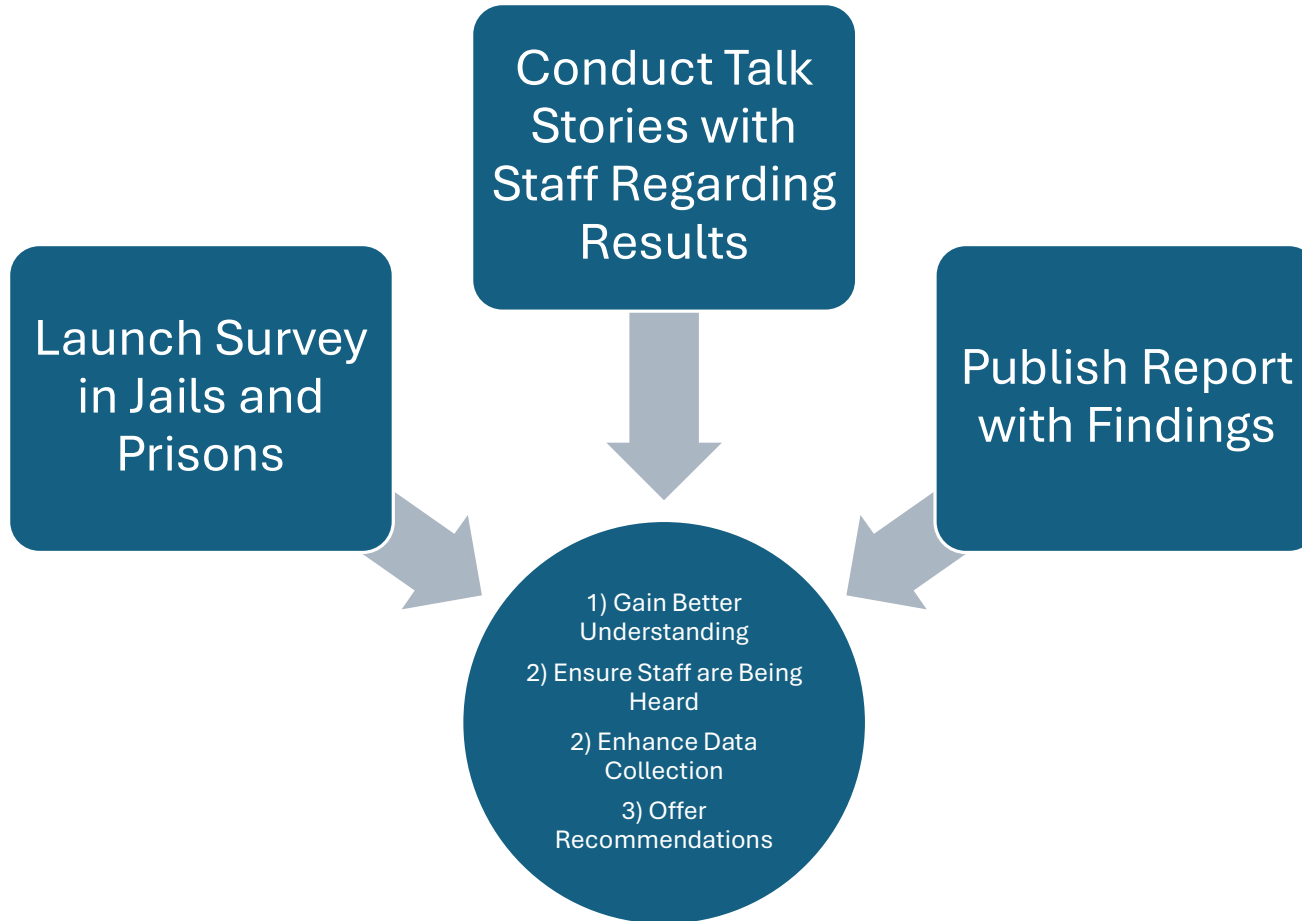 Conduct Talk
Stories with
Staff Regarding
Results
Launch Survey
in Jails and
Prisons
Publish Report
with Findings
1) Gain Better
Understanding
2) Ensure Staff are Being
Heard
2) Enhance Data
Collection
3) Offer
Recommendations